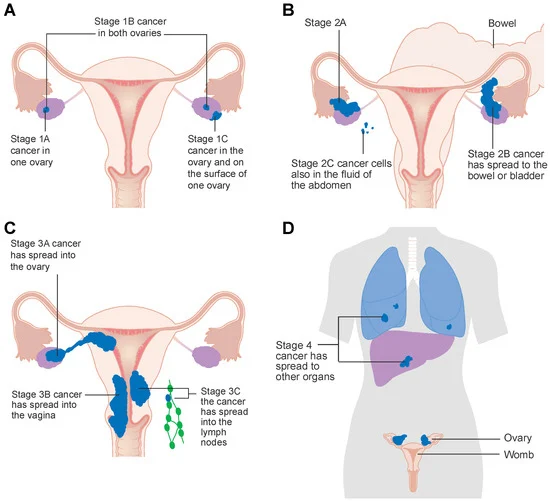 A
Stage 1B cancer
in both ovaries
Stage 1A
cancer in
one ovary
Stage 1C
cancer in the
ovary and on
the surface of
one ovary
B
Stage 2A
Bowel
Stage 2C cancer cells
also in the fluid of
the abdomen
Stage 2B cancer
has spread to the
bowel or bladder
C
Stage 3A cancer
has spread into
the ovary
Stage 3B cancer
has spread into
the vagina
Stage 3C
the cancer
has spread
into the
lymph
nodes
D
Stage 4
cancer has
spread to
other organs
Ovary
Womb